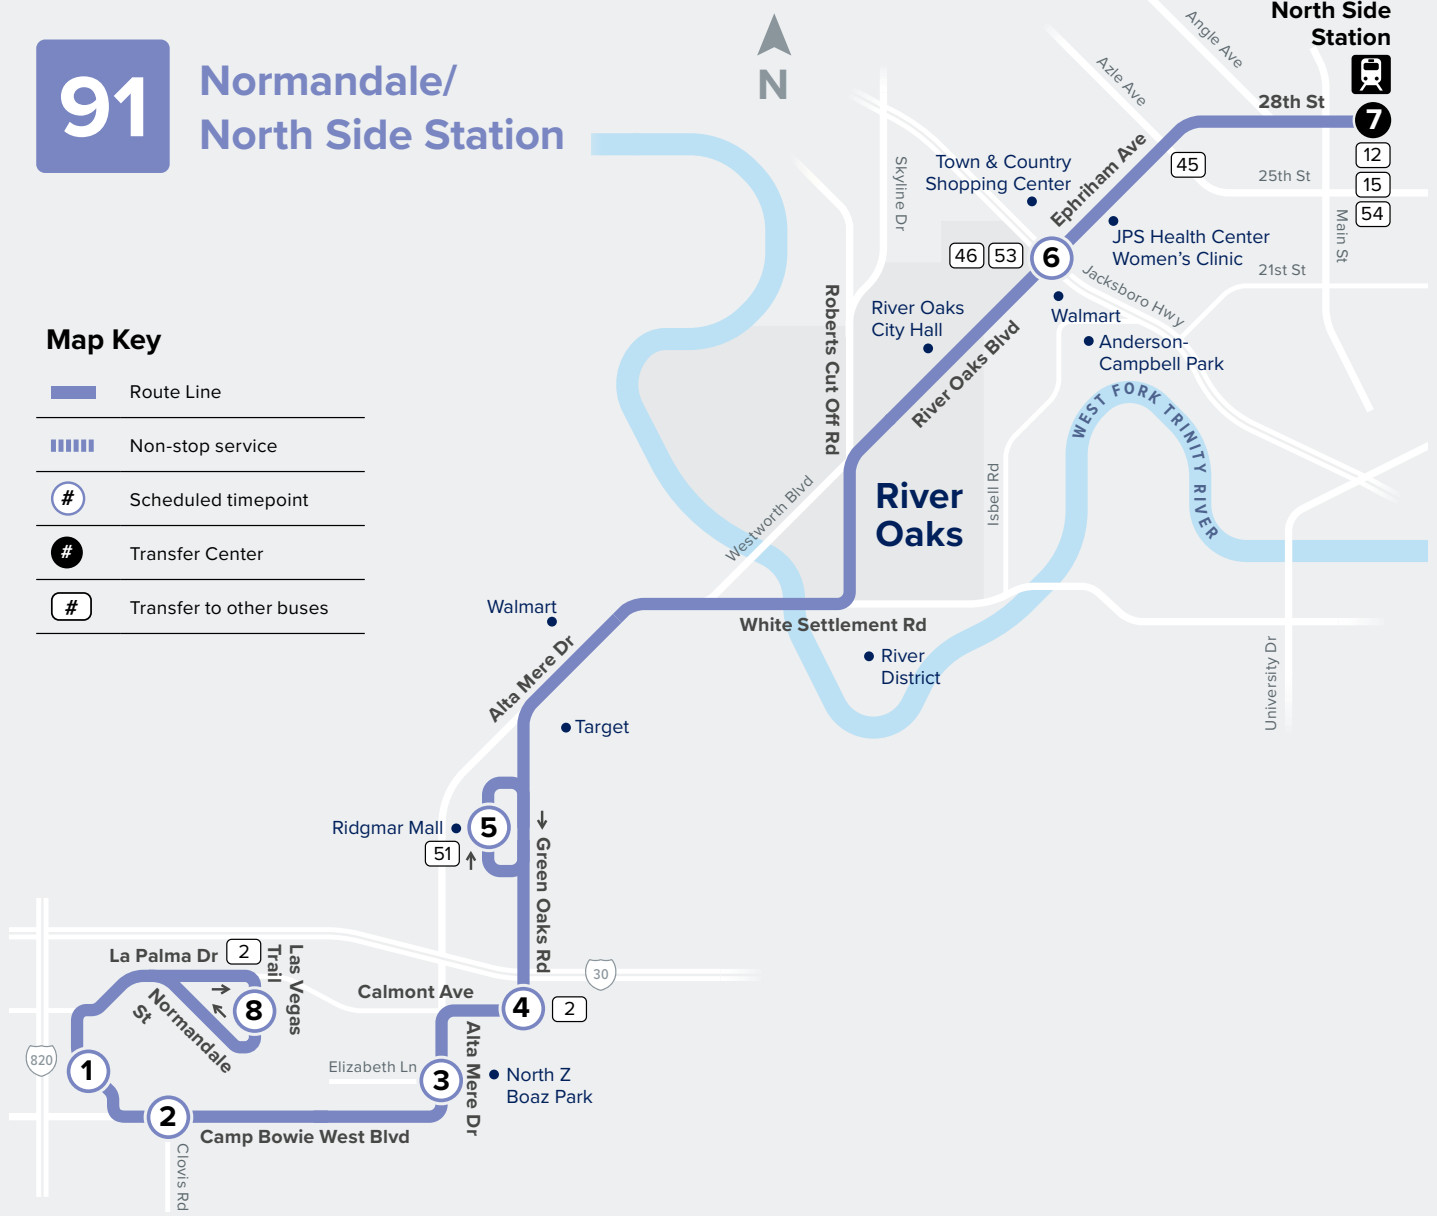 91
Normandale/
North Side Station
N
North Side
Station
Angle Ave
Azle Ave
28th St
7
12
15
54
45
25th St
Main St
21st St
Ephriham Ave
Town & Country
Shopping Center
Skyline Dr
JPS Health Center
Women's Clinic
46
53
6
Jacksboro Hwy
Walmart
Anderson-
Campbell Park
River Oaks
City Hall
River Oaks Blvd
Roberts Cut Off Rd
WEST FORK TRINITY RIVER
Map Key
Route Line
Non-stop service
# Scheduled timepoint
# Transfer Center
# Transfer to other buses
River
Oaks
Isbell Rd
Westworth Blvd
Walmart
White Settlement Rd
River
District
University Dr
Alta Mere Dr
Target
Ridgmar Mall
5
51
Green Oaks Rd
30
La Palma Dr
2
Las Vegas
Trail
Normandale
St
8
Calmont Ave
4
2
820
1
Elizabeth Ln
3
Alta Mere Dr
North Z
Boaz Park
2
Camp Bowie West Blvd
Clovis Rd